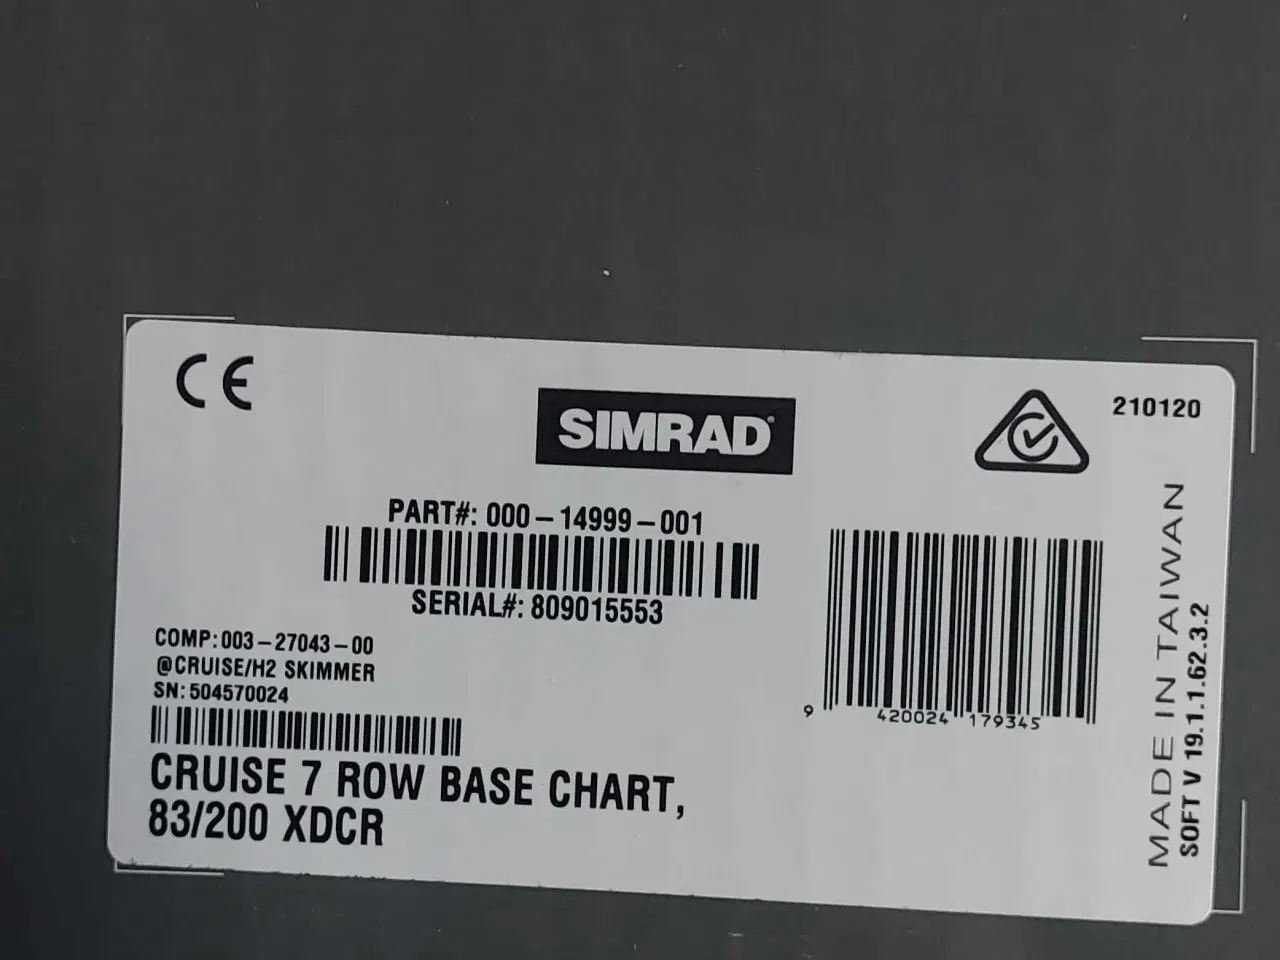 CE
SIMRAD®
210120
PART#: 000-14999-001
SERIAL#: 809015553
COMP: 003-27043-00
@CRUISE/H2 SKIMMER
SN: 504570024
CRUISE 7 ROW BASE CHART,
83/200 XDCR
9 420024 179345
MADE IN TAIWAN
SOFT V 19.1.1.62.3.2